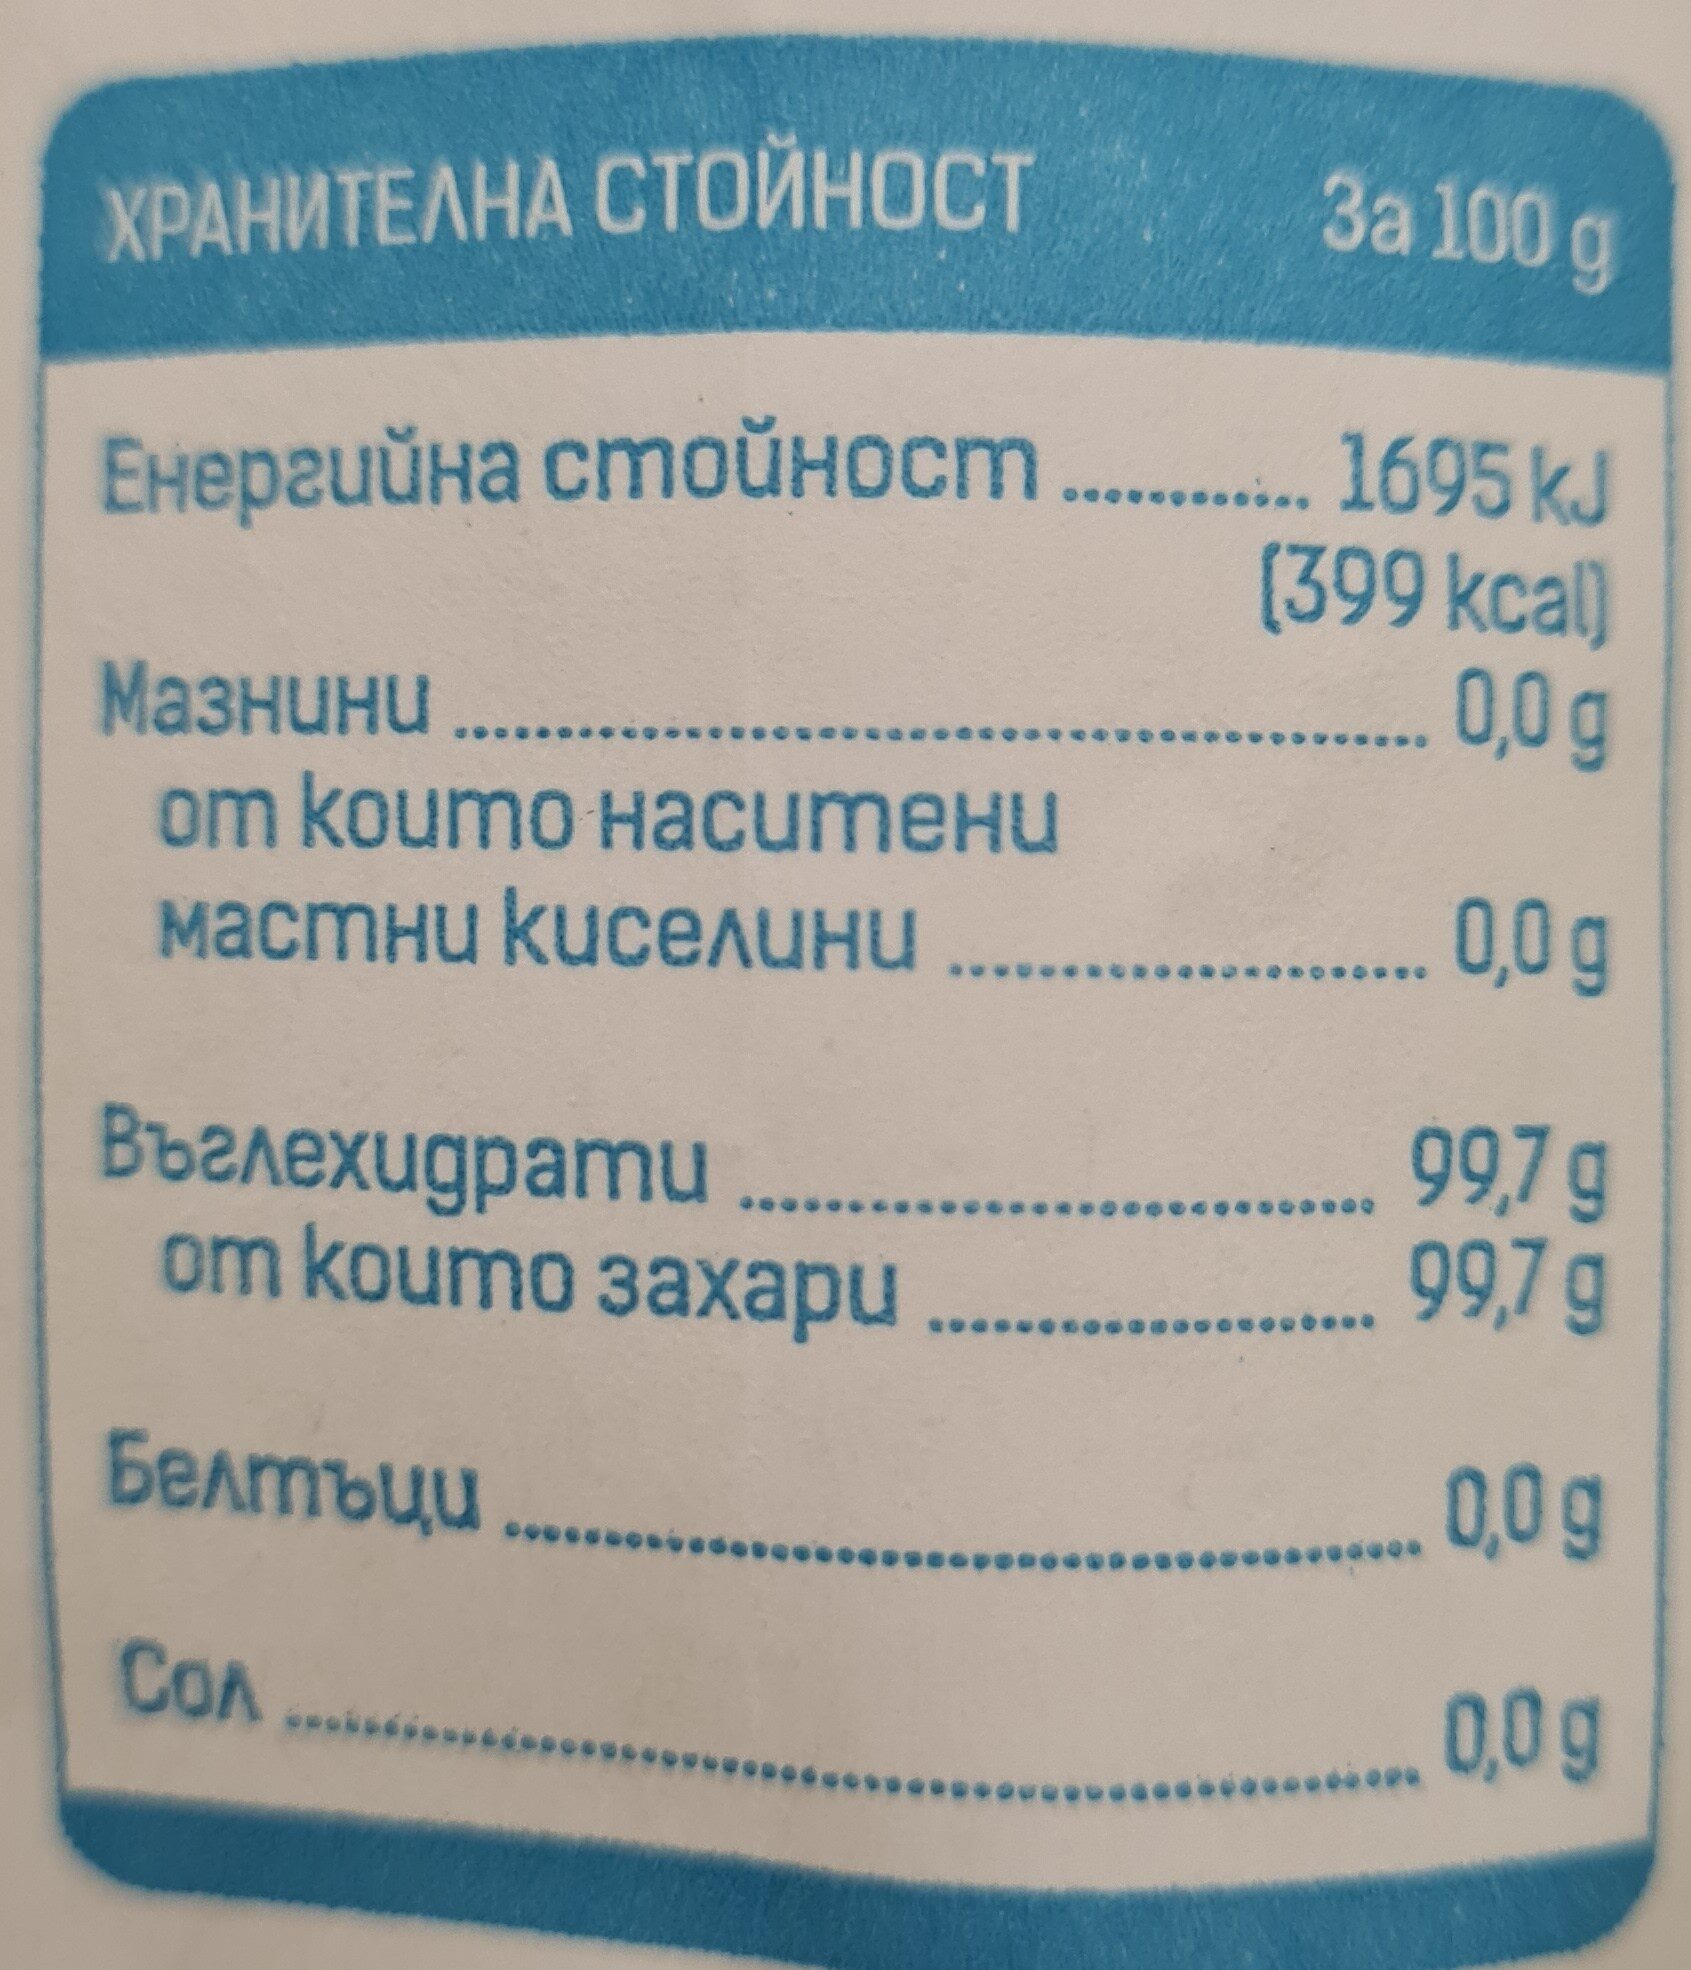 ХРАНИТЕЛНА СТОЙНОСТ За 100 g
Енергийна стойност ............ 1695 kJ
(399 kcal)
Мазнини ............ 0,0 g
от които наситени
мастни киселини ............ 0,0 g
Въглехидрати ............ 99,7 g
от които захари ............ 99,7 g
Белтъци ............ 0,0 g
Сол ............ 0,0 g